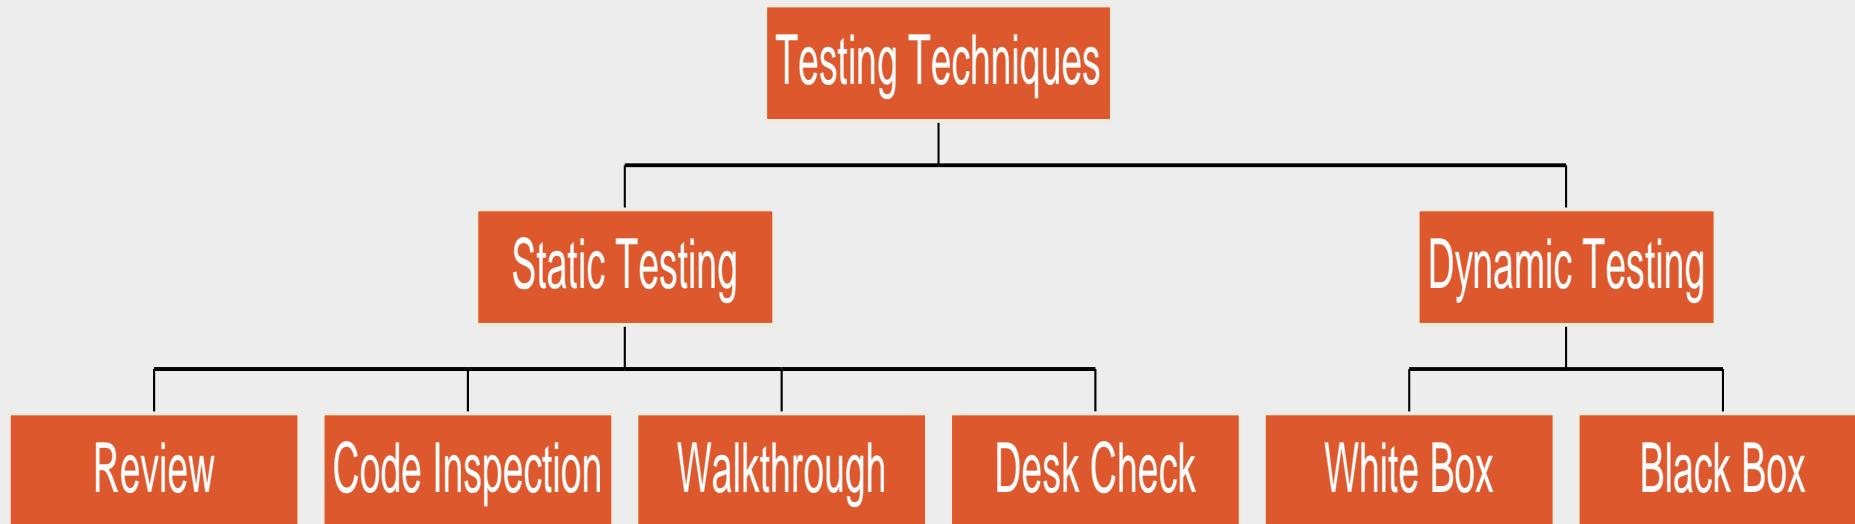 Testing Techniques
Static Testing
Dynamic Testing
Review
Code Inspection
Walkthrough
Desk Check
White Box
Black Box